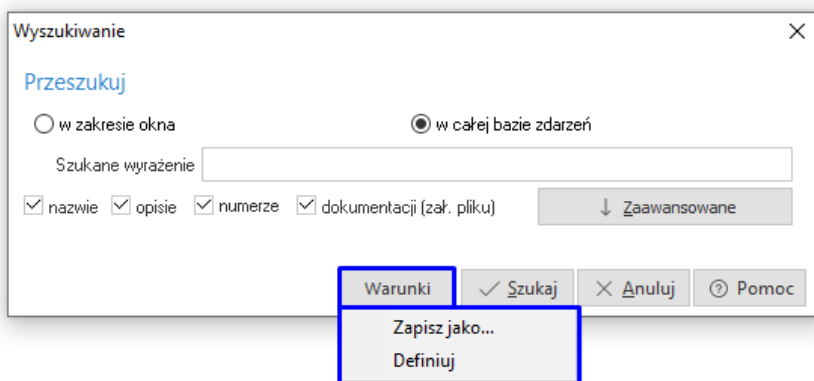 Wyszukiwanie
Przeszukuj
w zakresie okna w całej bazie zdarzeń
Szukane wyrażenie
nazwie opisie numerze dokumentacji (zał. pliku) Zaawansowane
Warunki Szukaj Anuluj Pomoc
Zapisz jako...
Definiuj